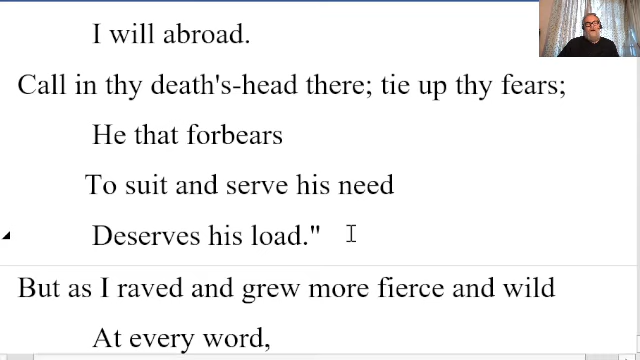 I will abroad.
Call in thy death's-head there; tie up thy fears;
He that forbears
To suit and serve his need
Deserves his load."
But as I raved and grew more fierce and wild
At every word,